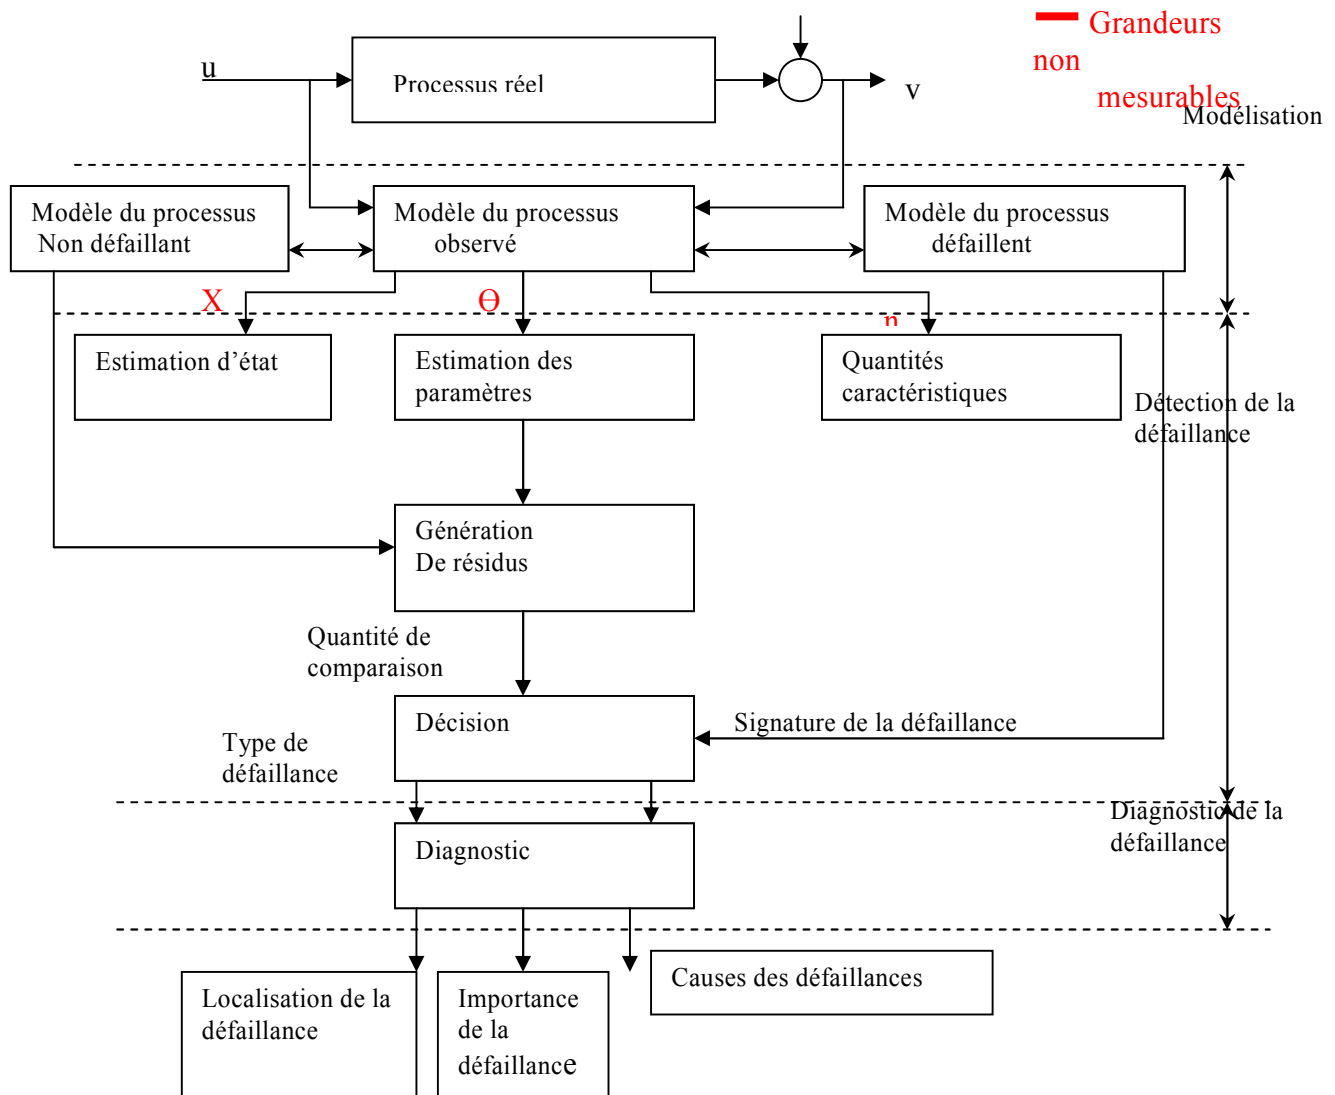 Grandeurs
non
mesurables
u
Processus réel
v
Modélisation
Modèle du processus
Non défaillant
Modèle du processus
observé
Modèle du processus
défaillent
X
Θ
n
Estimation d’état
Estimation des
paramètres
Quantités
caractéristiques
Détection de la
défaillance
Génération
De résidus
Quantité de
comparaison
Décision
Signature de la défaillance
Type de
défaillance
Diagnostic de la
défaillance
Diagnostic
Causes des défaillances
Localisation de la
défaillance
Importance
de la
défaillance